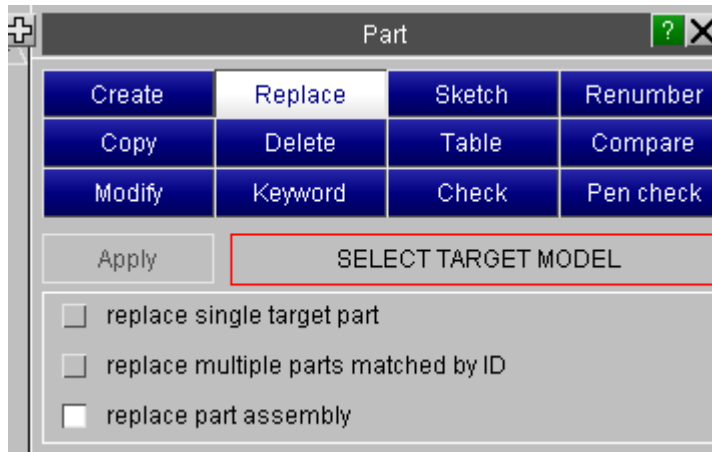 Part ?
Create Replace Sketch Renumber
Copy Delete Table Compare
Modify Keyword Check Pen check
Apply SELECT TARGET MODEL
replace single target part
replace multiple parts matched by ID
replace part assembly